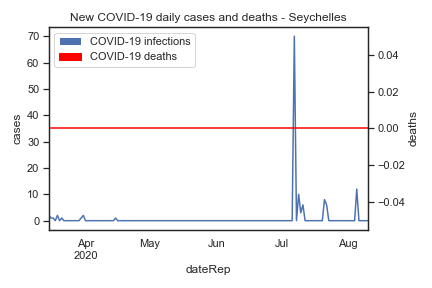 New COVID-19 daily cases and deaths - Seychelles
COVID-19 infections
COVID-19 deaths
70
60
50
40
30
20
10
0
cases
0.04
0.02
0.00
−0.02
−0.04
deaths
Apr
2020
May
Jun
Jul
Aug
dateRep